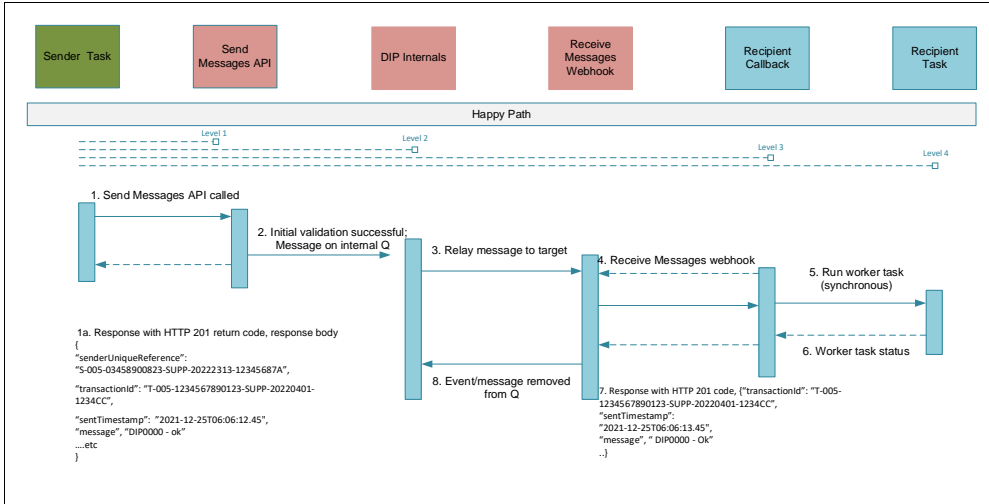 Sender Task
Send
Messages API
DIP Internals
Receive
Messages
Webhook
Recipient
Callback
Recipient
Task
Happy Path
Level 1
Level 2
Level 3
Level 4
1. Send Messages API called
2. Initial validation successful;
Message on internal Q
3. Relay message to target
4. Receive Messages webhook
5. Run worker task
(synchronous)
6. Worker task status
8. Event/message removed
from Q
1a. Response with HTTP 201 return code, response body
{
“senderUniqueReference”:
“S-005-03458900823-SUPP-20222313-12345687A”,
“transactionId”: “T-005-1234567890123-SUPP-20220401-
1234CC”,
“sentTimestamp”: “2021-12-25T06:06:12.45”,
“message”, “DIP0000 - ok”
....etc
}
7. Response with HTTP 201 code, {“transactionId”: “T-005-
1234567890123-SUPP-20220401-1234CC”,
“sentTimestamp”:
“2021-12-25T06:06:13.45”,
“message”, “ DIP0000 - Ok”
..}